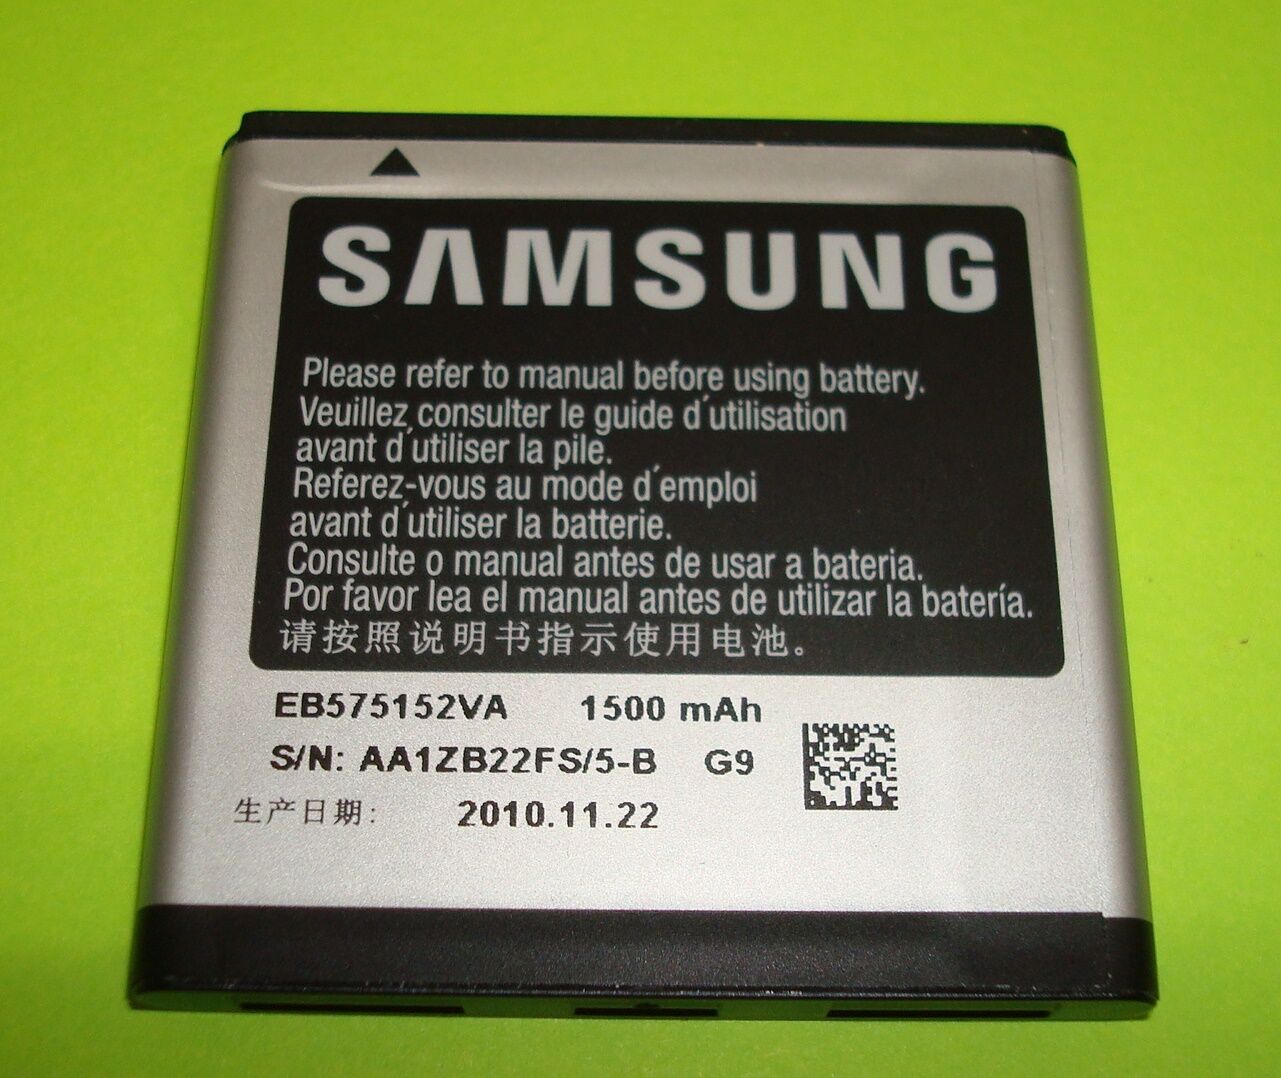 SAMSUNG
Please refer to manual before using battery.
Veuillez consulter le guide d'utilisation
avant d'utiliser la pile.
Referez-vous au mode d'emploi
avant d'utiliser la batterie.
Consulte o manual antes de usar a bateria.
Por favor lea el manual antes de utilizar la batería.
请按照说明书指示使用电池。
EB575152VA 1500 mAh
S/N: AA1ZB22FS/5-B G9
生产日期: 2010.11.22